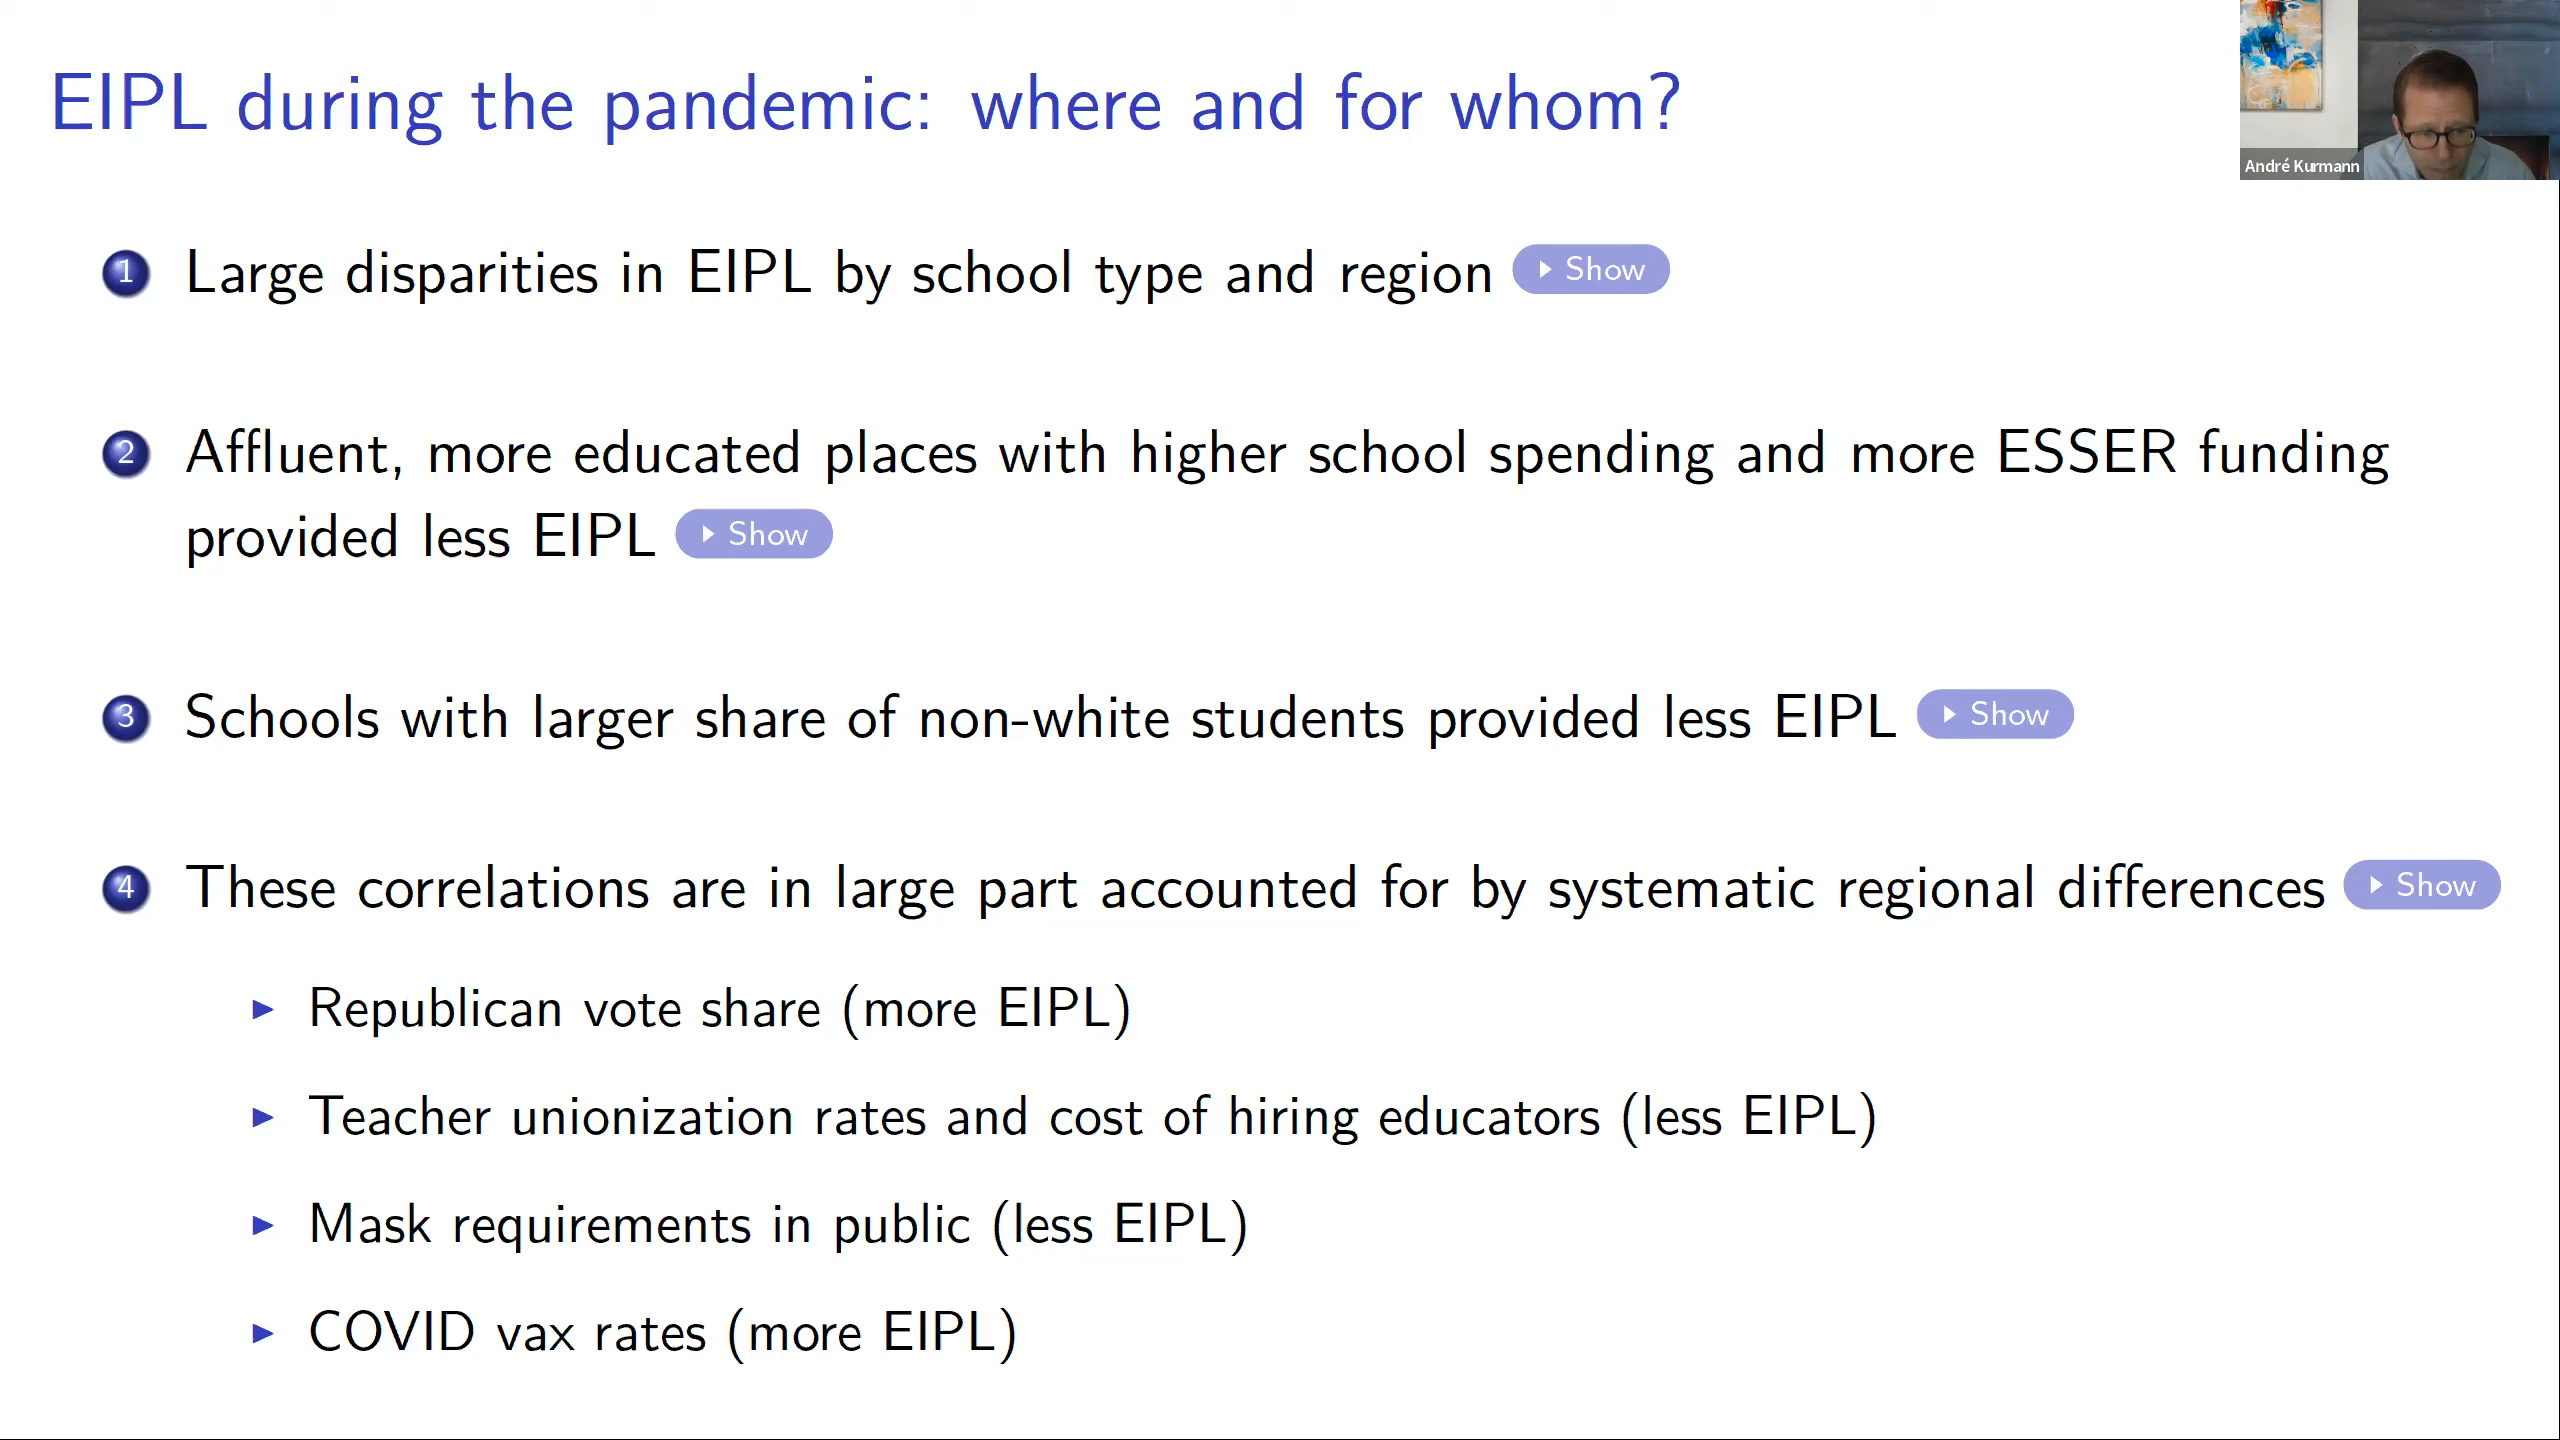 EIPL during the pandemic: where and for whom?
André Kurmann
1 Large disparities in EIPL by school type and region Show
2 Affluent, more educated places with higher school spending and more ESSER funding
provided less EIPL Show
3 Schools with larger share of non-white students provided less EIPL Show
4 These correlations are in large part accounted for by systematic regional differences Show
Republican vote share (more EIPL)
Teacher unionization rates and cost of hiring educators (less EIPL)
Mask requirements in public (less EIPL)
COVID vax rates (more EIPL)